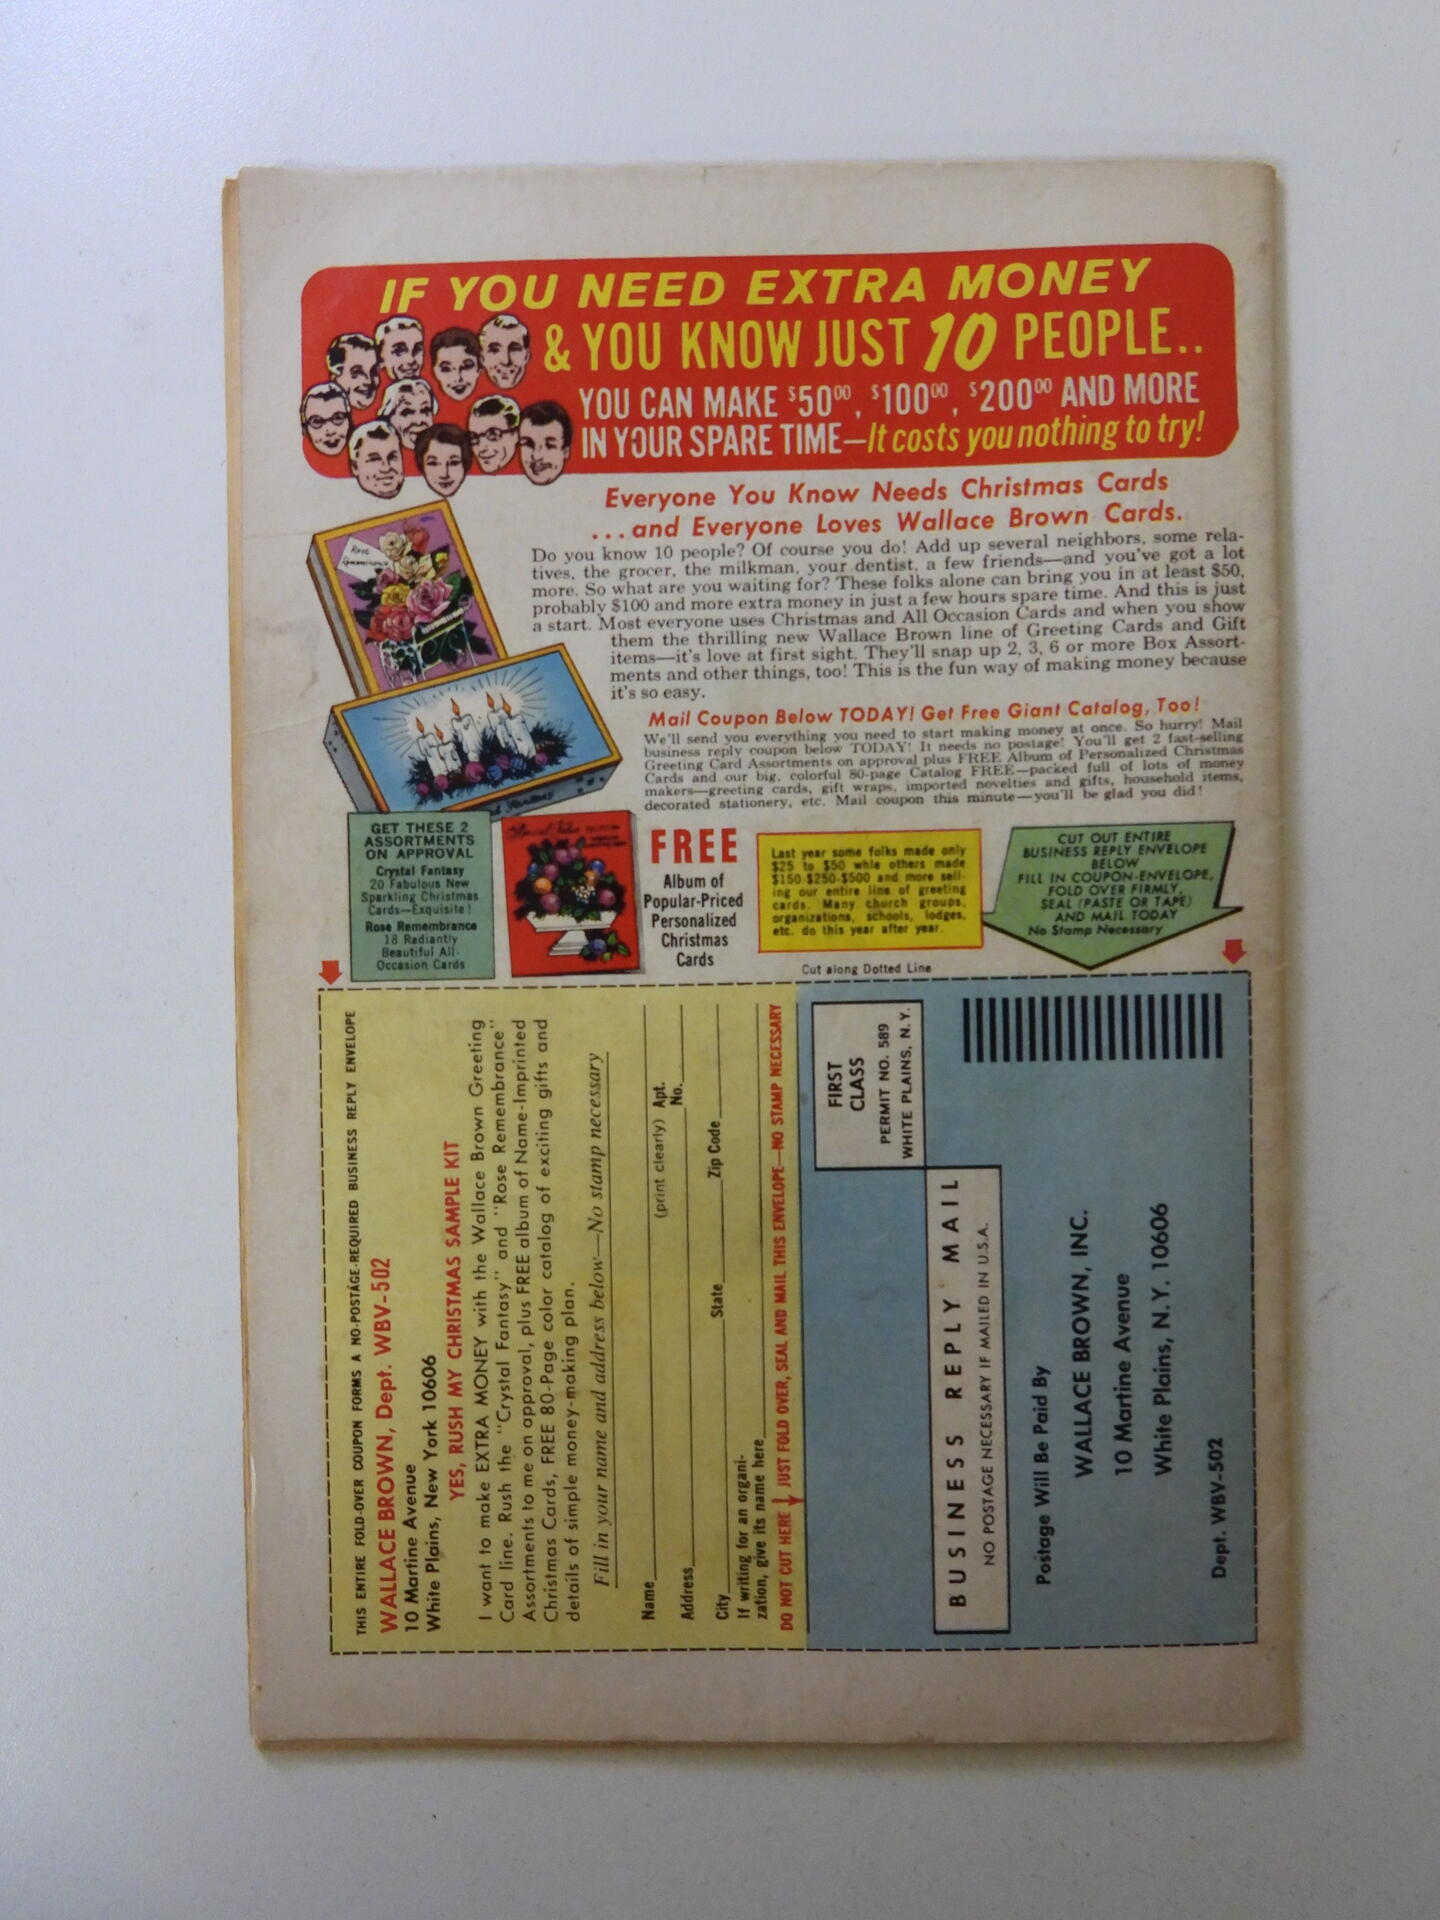 IF YOU NEED EXTRA MONEY
& YOU KNOW JUST 10 PEOPLE..
YOU CAN MAKE $50⁰⁰, $100⁰⁰, $200⁰⁰ AND MORE
IN YOUR SPARE TIME—It costs you nothing to try!
Everyone You Know Needs Christmas Cards
...and Everyone Loves Wallace Brown Cards.
Do you know 10 people? Of course you do! Add up several neighbors, some rela-
tives, the grocer, the milkman, your dentist, a few friends—and you've got a lot
more. So what are you waiting for? These folks alone can bring you in at least $50,
probably $100 and more extra money in just a few hours spare time. And this is just
a start. Most everyone uses Christmas and All Occasion Cards and when you show
them the thrilling new Wallace Brown line of Greeting Cards and Gift
items—it's love at first sight. They'll snap up 2, 3, 6 or more Box Assort-
ments and other things, too! This is the fun way of making money because
it's so easy.
Rose
Remembrance
Mail Coupon Below TODAY! Get Free Giant Catalog, Too!
We'll send you everything you need to start making money at once. So hurry! Mail
business reply coupon below TODAY! It needs no postage! You'll get 2 fast-selling
Greeting Card Assortments on approval plus FREE Album of Personalized Christmas
Cards and our big, colorful 80-page Catalog FREE—packed full of lots of money
makers—greeting cards, gift wraps, imported novelties and gifts, household items,
decorated stationery, etc. Mail coupon this minute—you'll be glad you did!
Fantasy
GET THESE 2
ASSORTMENTS
ON APPROVAL
Crystal Fantasy
20 Fabulous New
Sparkling Christmas
Cards—Exquisite!
Rose Remembrance
18 Radiantly
Beautiful All-
Occasion Cards
FREE
Album of
Popular-Priced
Personalized
Christmas
Cards
Last year some folks made only
$25 to $50 while others made
$150-$250-$500 and more sell-
ing our entire line of greeting
cards. Many church groups,
organizations, schools, lodges,
etc. do this year after year.
CUT OUT ENTIRE
BUSINESS REPLY ENVELOPE
BELOW
FILL IN COUPON-ENVELOPE,
FOLD OVER FIRMLY,
SEAL (PASTE OR TAPE)
AND MAIL TODAY
No Stamp Necessary
Cut along Dotted Line
THIS ENTIRE FOLD-OVER COUPON FORMS A NO-POSTAGE-REQUIRED BUSINESS REPLY ENVELOPE
WALLACE BROWN, Dept. WBV-502
10 Martine Avenue
White Plains, New York 10606
YES, RUSH MY CHRISTMAS SAMPLE KIT
I want to make EXTRA MONEY with the Wallace Brown Greeting
Card line. Rush the "Crystal Fantasy" and "Rose Remembrance"
Assortments to me on approval, plus FREE album of Name-Imprinted
Christmas Cards, FREE 80-Page color catalog of exciting gifts and
details of simple money-making plan.
Fill in your name and address below—No stamp necessary
Name
(print clearly)
Address
Apt.
No.
City
State
Zip Code
If writing for an organi-
zation, give its name here
DO NOT CUT HERE JUST FOLD OVER, SEAL AND MAIL THIS ENVELOPE—NO STAMP NECESSARY
FIRST
CLASS
PERMIT NO. 589
WHITE PLAINS, N.Y.
BUSINESS REPLY MAIL
NO POSTAGE NECESSARY IF MAILED IN U.S.A.
Postage Will Be Paid By
WALLACE BROWN, INC.
10 Martine Avenue
White Plains, N.Y. 10606
Dept. WBV-502